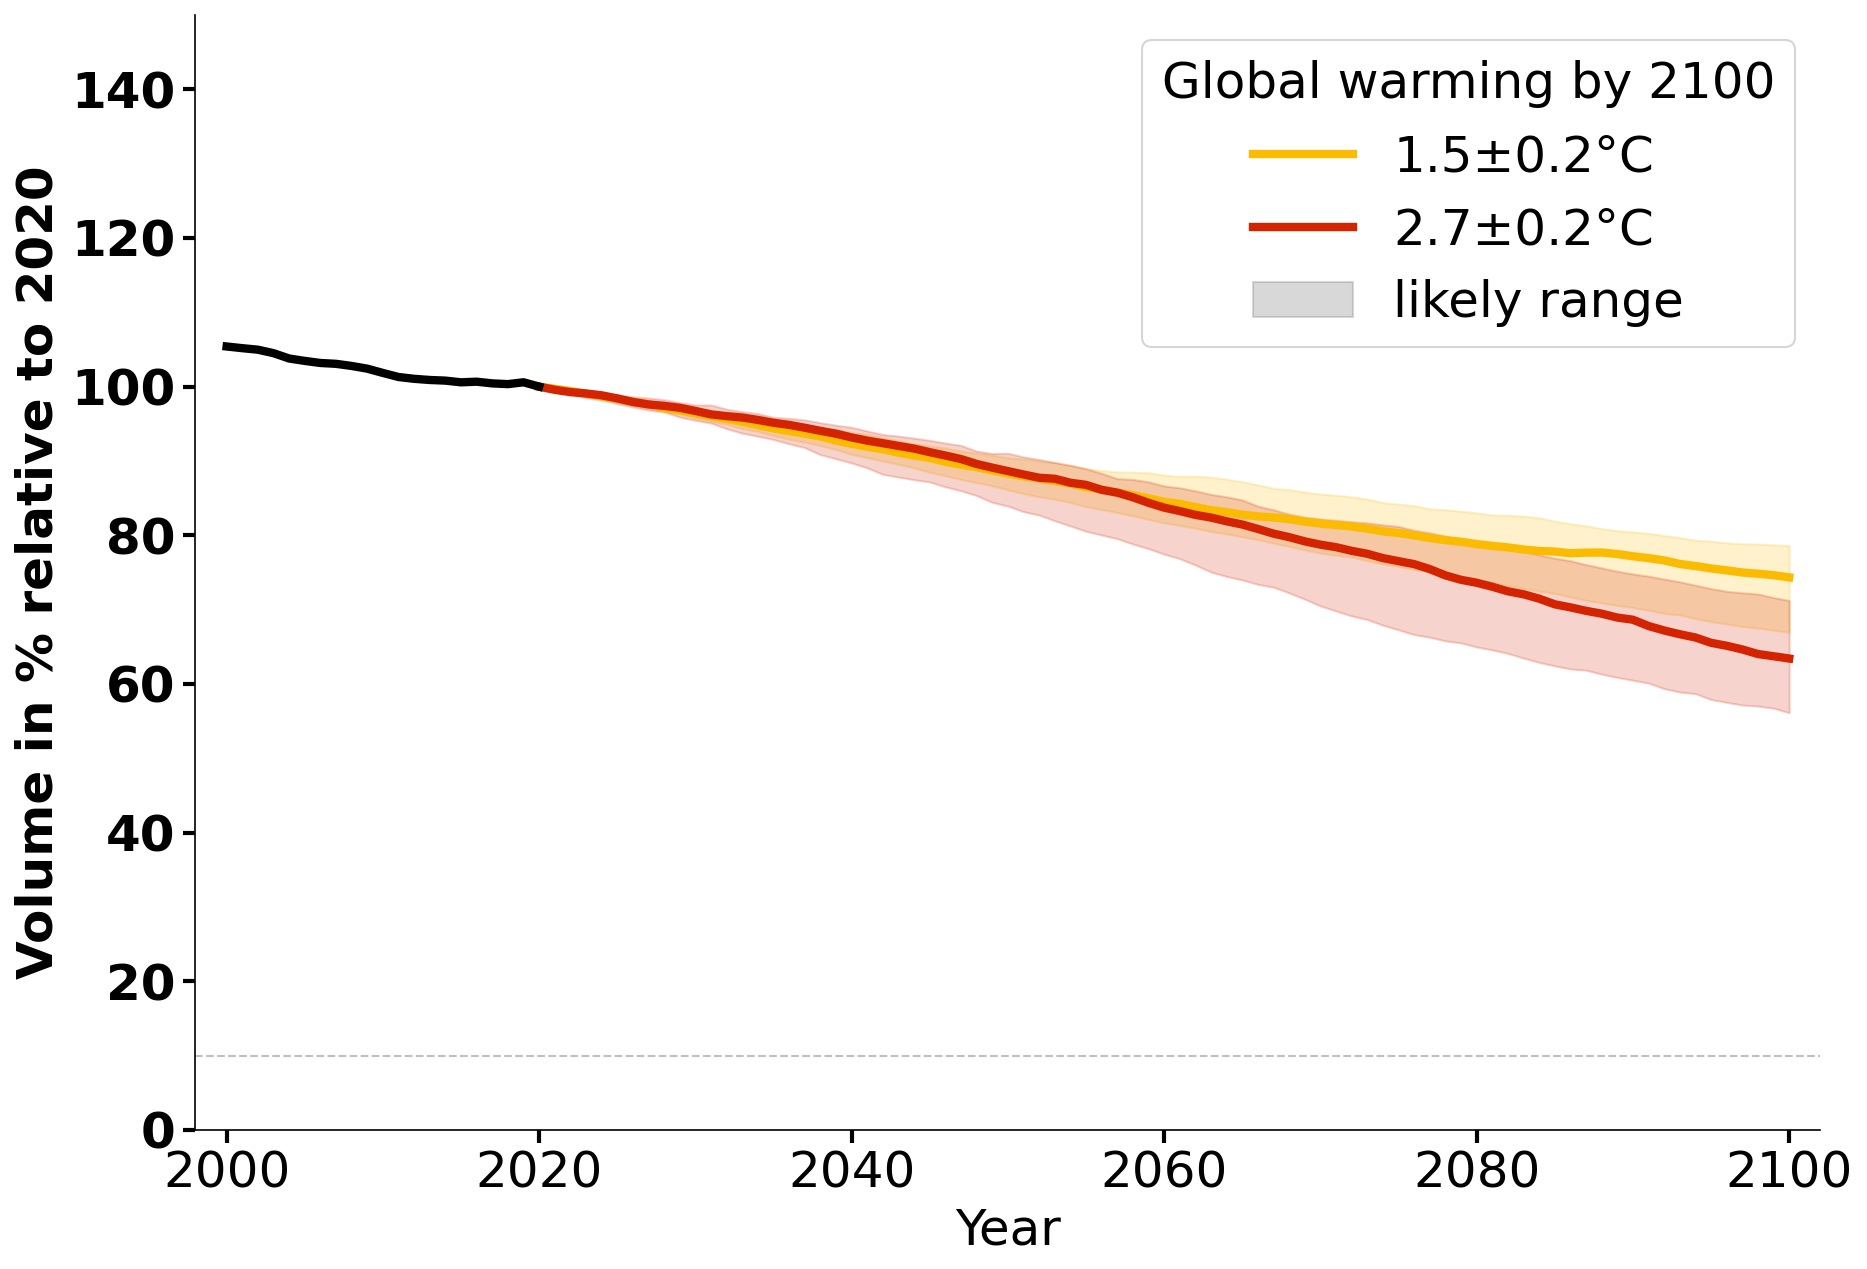 Volume in % relative to 2020
140
120
100
80
60
40
20
0
Global warming by 2100
1.5±0.2°C
2.7±0.2°C
likely range
2000 2020 2040 2060 2080 2100
Year